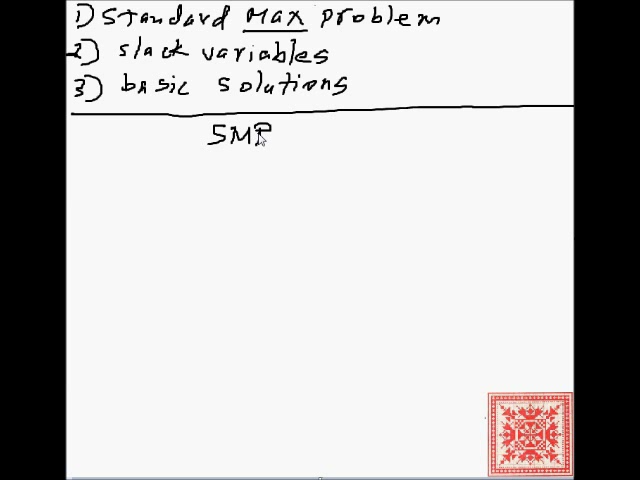 1) Standard Max problem
2) slack variables
3) basic solutions
SMP